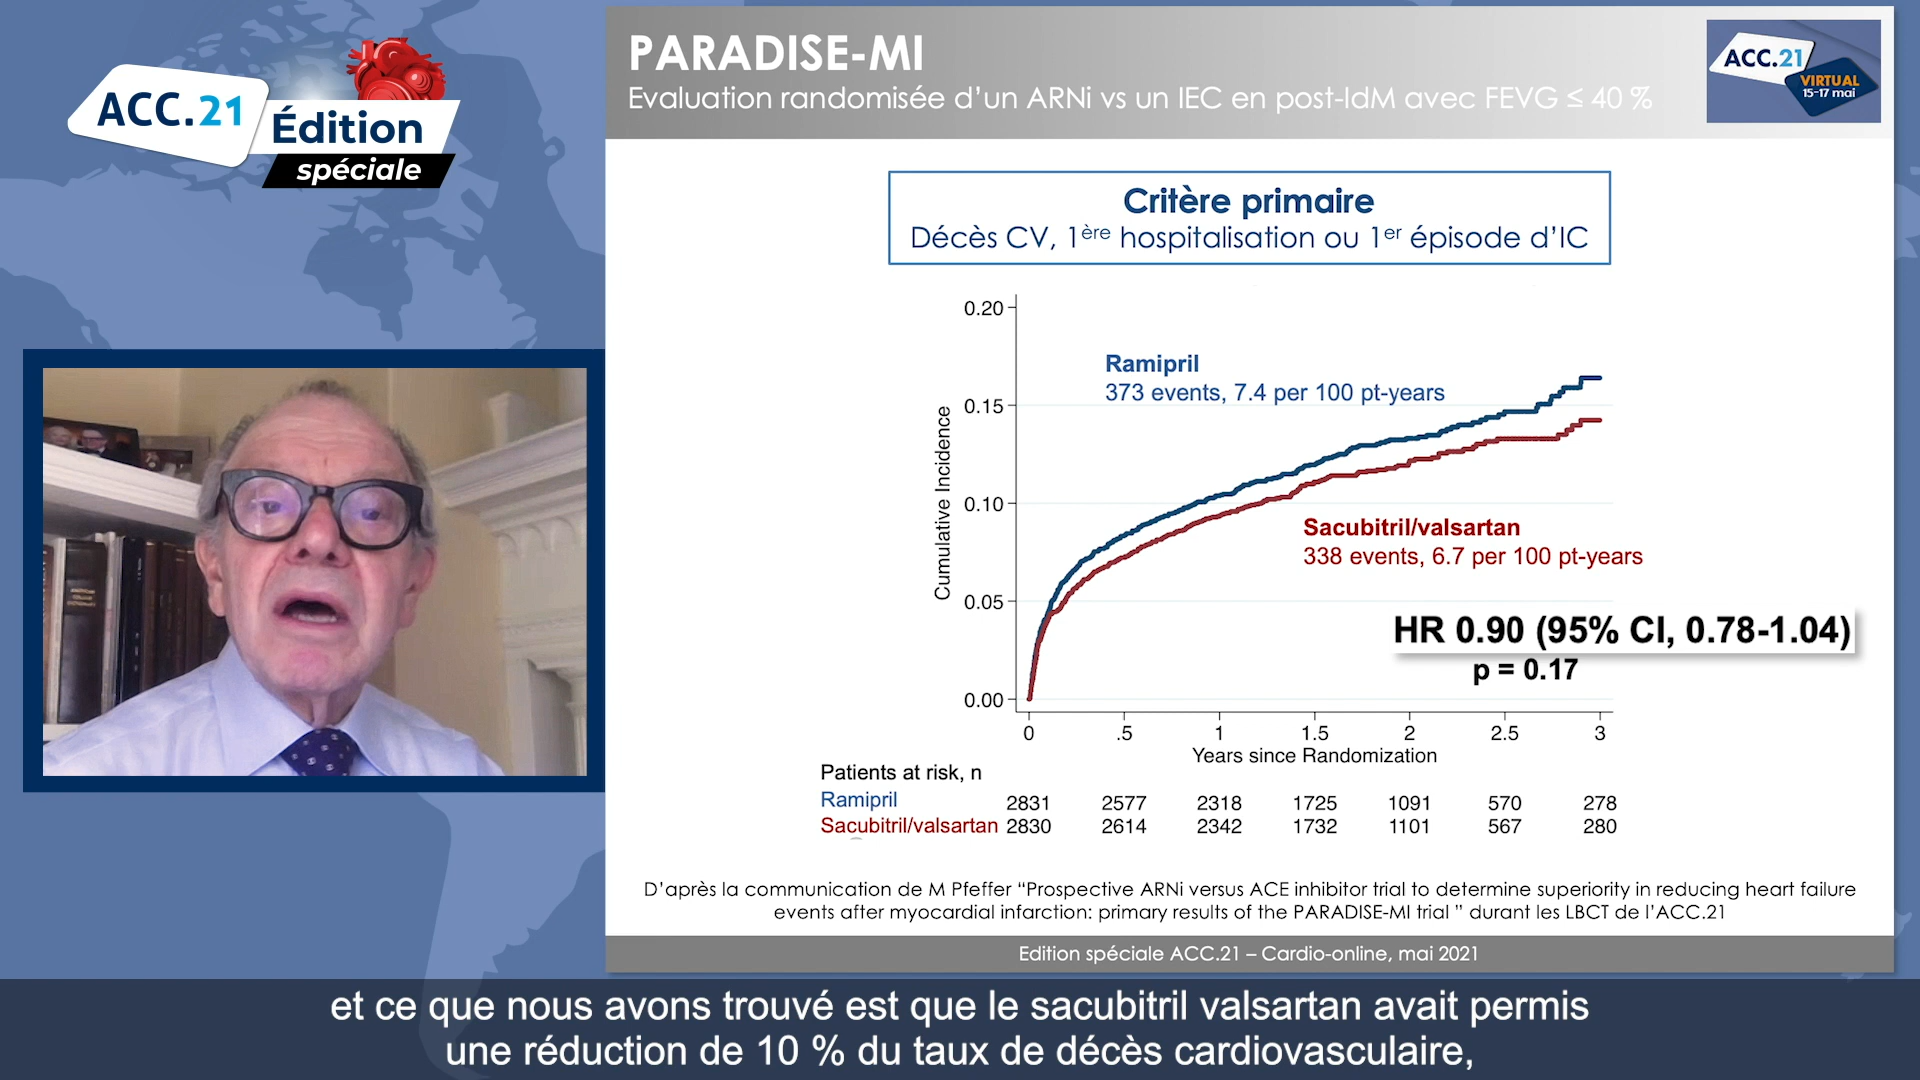 ACC.21
Édition
spéciale
PARADISE-MI
Evaluation randomisée d’un ARNi vs un IEC en post-IdM avec FEVG ≤ 40 %
ACC.21
VIRTUAL
15-17 mai
Critère primaire
Décès CV, 1ère hospitalisation ou 1er épisode d’IC
Cumulative Incidence
0.20
0.15
0.10
0.05
0.00
Ramipril
373 events, 7.4 per 100 pt-years
Sacubitril/valsartan
338 events, 6.7 per 100 pt-years
HR 0.90 (95% CI, 0.78-1.04)
p = 0.17
0 .5 1 1.5 2 2.5 3
Years since Randomization
Patients at risk, n
Ramipril 2831 2577 2318 1725 1091 570 278
Sacubitril/valsartan 2830 2614 2342 1732 1101 567 280
D’après la communication de M Pfeffer “Prospective ARNi versus ACE inhibitor trial to determine superiority in reducing heart failure
events after myocardial infarction: primary results of the PARADISE-MI trial ” durant les LBCT de l’ACC.21
Edition spéciale ACC.21 – Cardio-online, mai 2021
et ce que nous avons trouvé est que le sacubitril valsartan avait permis
une réduction de 10 % du taux de décès cardiovasculaire,